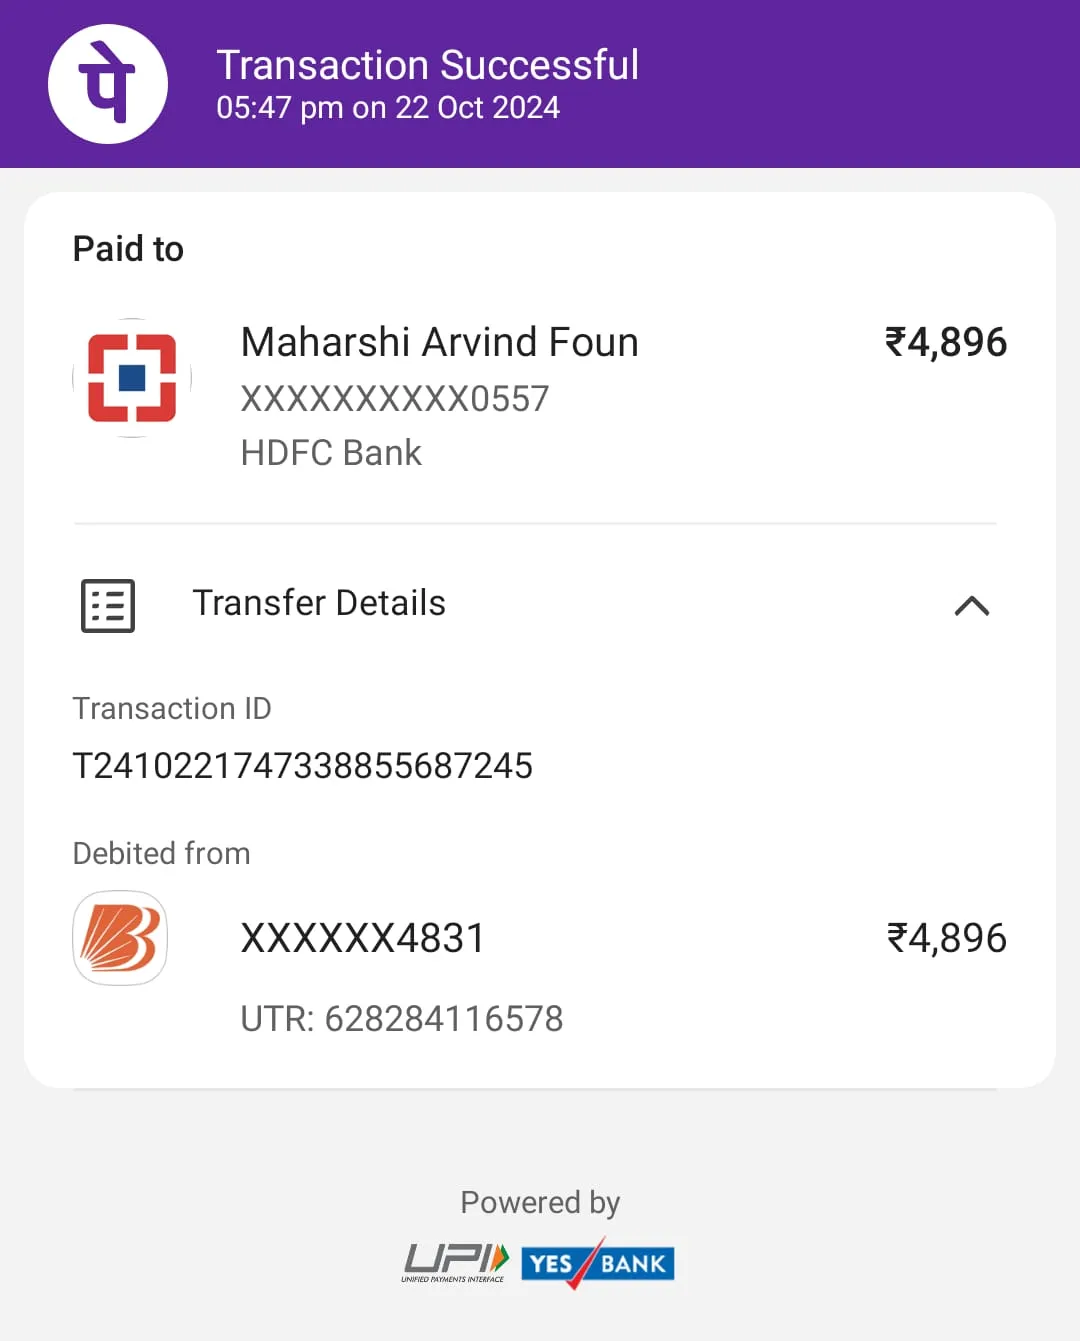 पे
Transaction Successful
05:47 pm on 22 Oct 2024
Paid to
Maharshi Arvind Foun ₹4,896
XXXXXXXXXX0557
HDFC Bank
Transfer Details
Transaction ID
T2410221747338855687245
Debited from
XXXXXX4831 ₹4,896
UTR: 628284116578
Powered by
UPI YES BANK
UNIFIED PAYMENTS INTERFACE